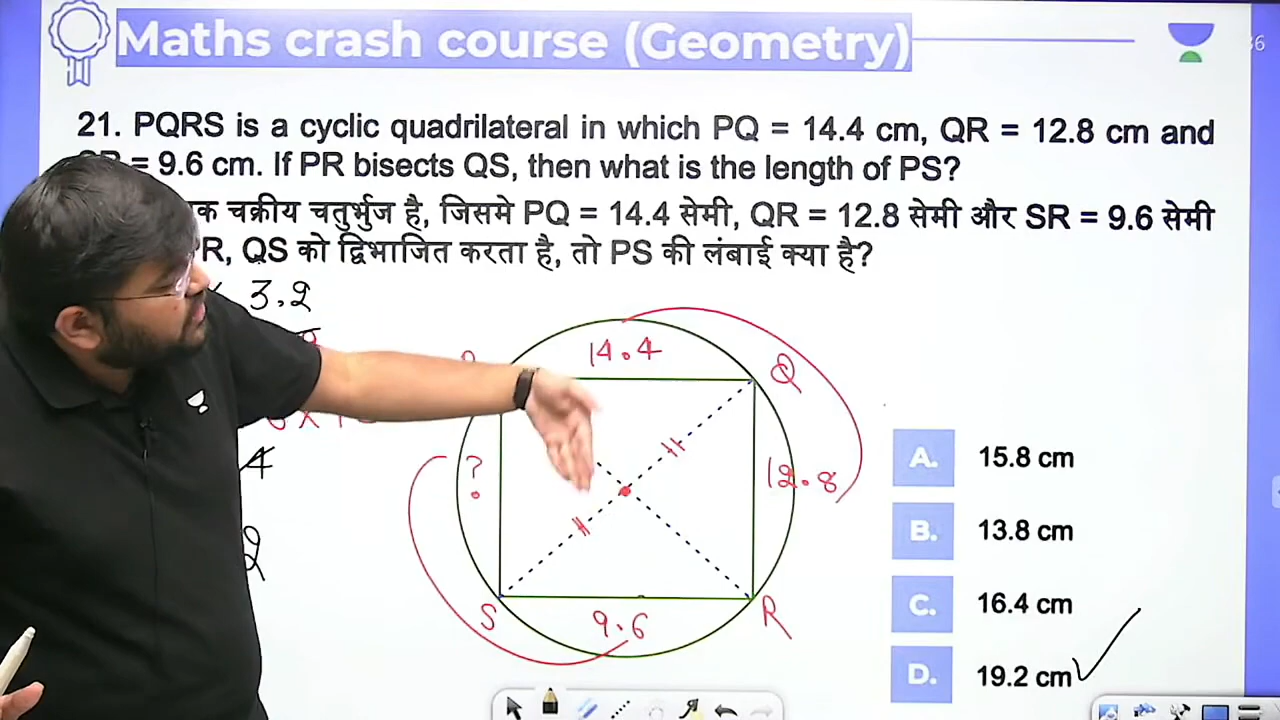 Maths crash course (Geometry)
36
21. PQRS is a cyclic quadrilateral in which PQ = 14.4 cm, QR = 12.8 cm and
= 9.6 cm. If PR bisects QS, then what is the length of PS?
चक्रीय चतुर्भुज है, जिसमे PQ = 14.4 सेमी, QR = 12.8 सेमी और SR = 9.6 सेमी
QS को द्विभाजित करता है, तो PS की लंबाई क्या है?
3.2
14.4
Q
?
12.8
S
9.6
R
A. 15.8 cm
B. 13.8 cm
C. 16.4 cm
D. 19.2 cm